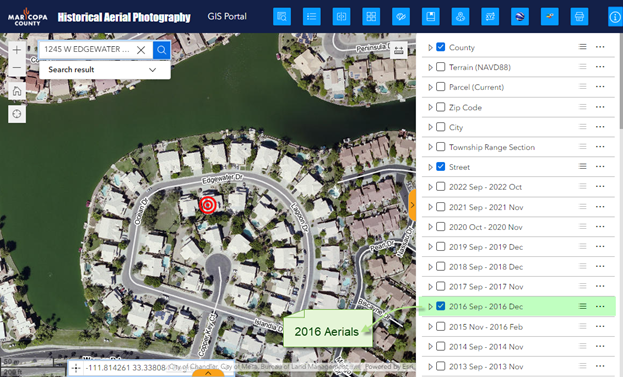 MARICOPA
COUNTY
Historical Aerial Photography
GIS Portal
1245 W EDGEWATER ...
Search result
Peninsula Dr
Edgewater Dr
Ocean Dr
Lagoon Dr
Pearl Dr
Islandia Dr
-111.814261 33.33808
City of Chandler, City of Mesa, Bureau of Land Management
Powered by Esri
2016 Aerials
County
Terrain (NAVD88)
Parcel (Current)
Zip Code
City
Township Range Section
Street
2022 Sep - 2022 Oct
2021 Sep - 2021 Nov
2020 Oct - 2020 Nov
2019 Sep - 2019 Dec
2018 Sep - 2018 Dec
2017 Sep - 2017 Nov
2016 Sep - 2016 Dec
2015 Nov - 2016 Feb
2014 Sep - 2014 Nov
2013 Sep - 2013 Nov